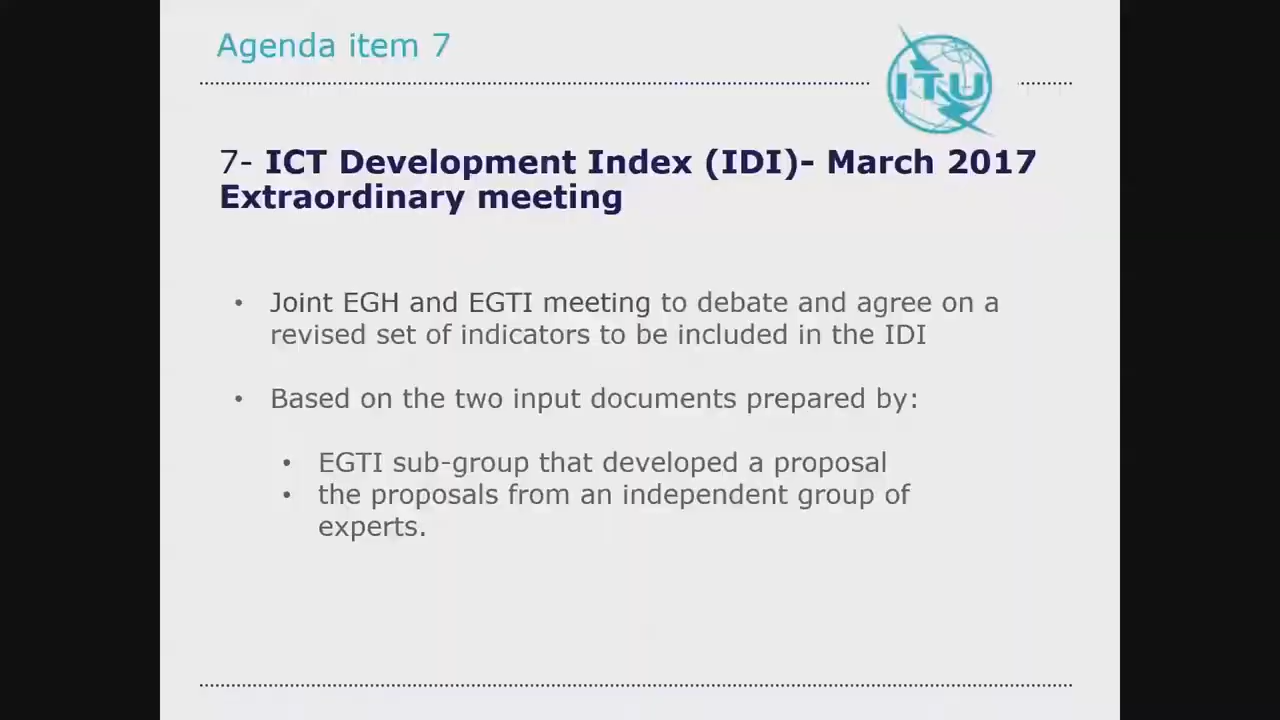 Agenda item 7
ITU
7- ICT Development Index (IDI)- March 2017
Extraordinary meeting
• Joint EGH and EGTI meeting to debate and agree on a
revised set of indicators to be included in the IDI
• Based on the two input documents prepared by:
• EGTI sub-group that developed a proposal
• the proposals from an independent group of
experts.